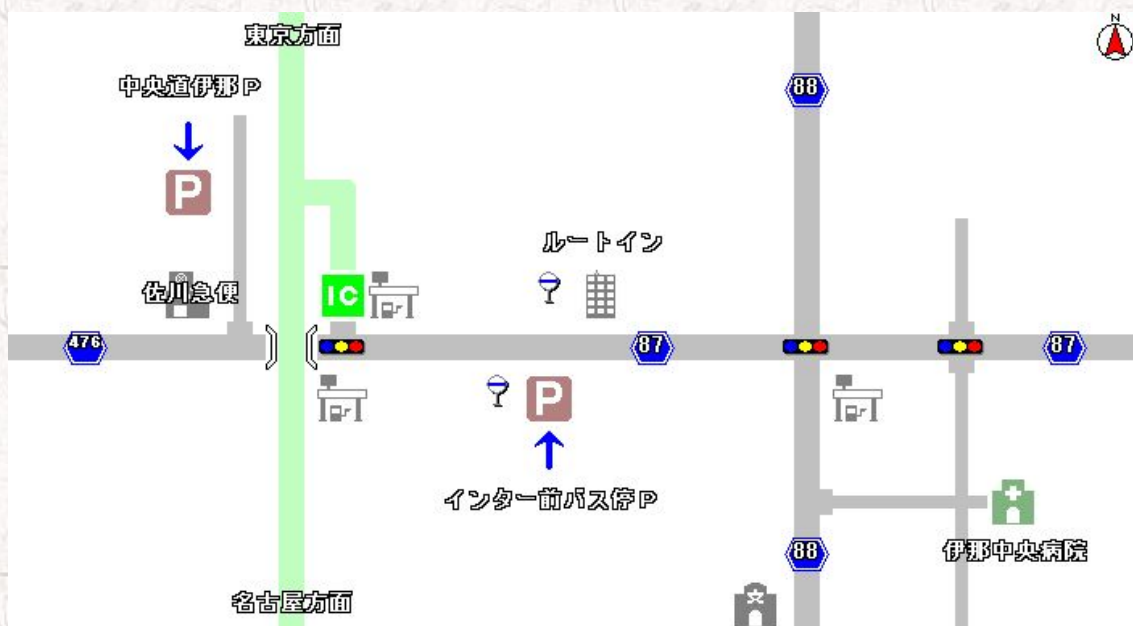 東京方面
N
中央道伊那P
88
P
ルートイン
佐川急便
IC
476
87
87
P
インター前バス停P
88
伊那中央病院
名古屋方面
文